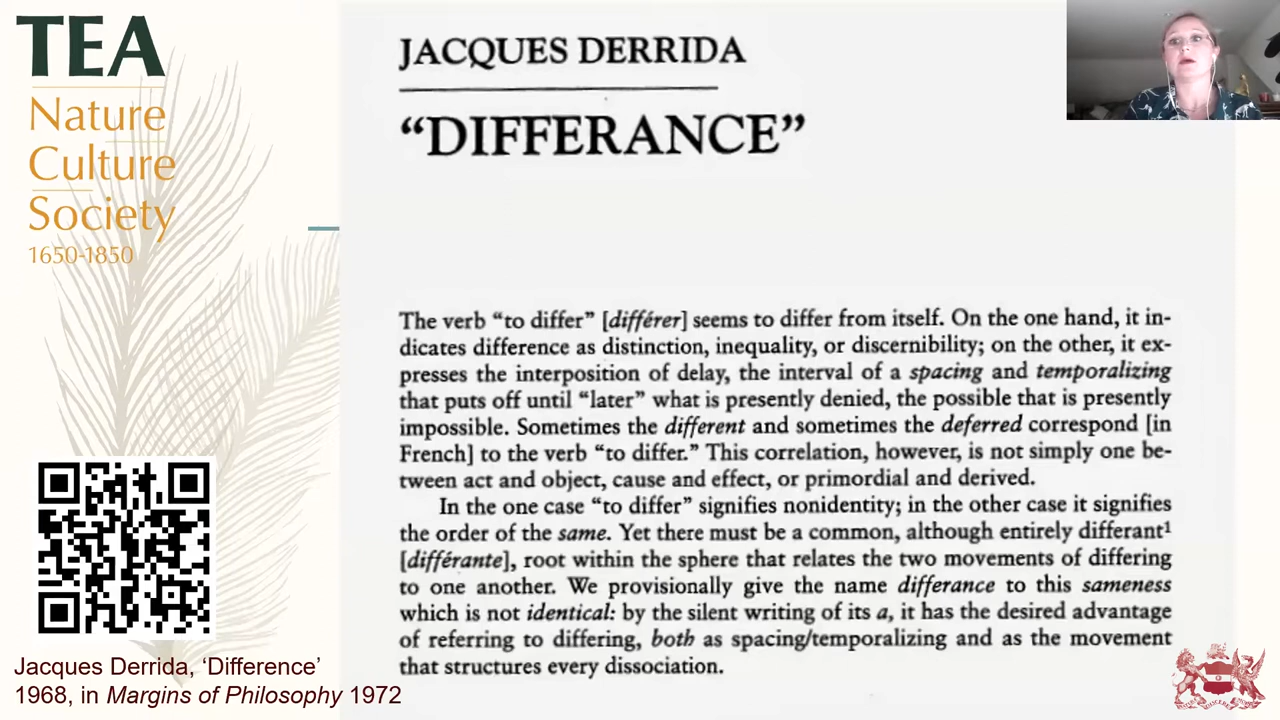 TEA
Nature
Culture
Society
1650-1850
JACQUES DERRIDA
“DIFFERANCE”
The verb “to differ” [différer] seems to differ from itself. On the one hand, it in-
dicates difference as distinction, inequality, or discernibility; on the other, it ex-
presses the interposition of delay, the interval of a spacing and temporalizing
that puts off until “later” what is presently denied, the possible that is presently
impossible. Sometimes the different and sometimes the deferred correspond [in
French] to the verb “to differ.” This correlation, however, is not simply one be-
tween act and object, cause and effect, or primordial and derived.
In the one case “to differ” signifies nonidentity; in the other case it signifies
the order of the same. Yet there must be a common, although entirely differant¹
[différante], root within the sphere that relates the two movements of differing
to one another. We provisionally give the name differance to this sameness
which is not identical: by the silent writing of its a, it has the desired advantage
of referring to differing, both as spacing/temporalizing and as the movement
that structures every dissociation.
Jacques Derrida, ‘Difference’
1968, in Margins of Philosophy 1972